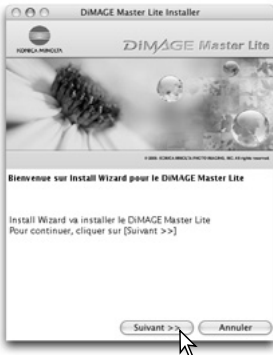 DiMAGE Master Lite Installer
KONICA MINOLTA
DiMAGE Master Lite
Bienvenue sur Install Wizard pour le DiMAGE Master Lite
Install Wizard va installer le DiMAGE Master Lite
Pour continuer, cliquer sur [Suivant >>]
Suivant >>
Annuler